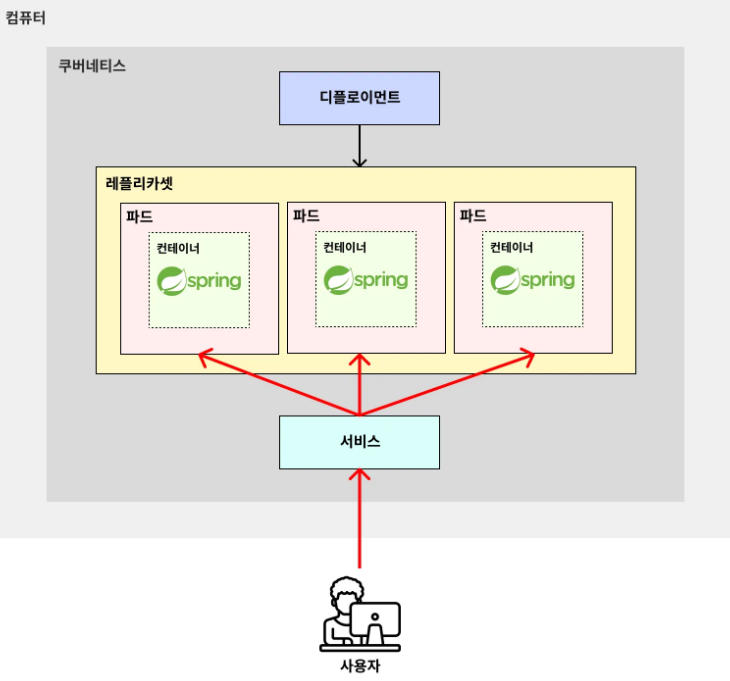 컴퓨터
쿠버네티스
디플로이먼트
레플리카셋
파드
파드
파드
컨테이너
컨테이너
컨테이너
spring
spring
spring
서비스
사용자